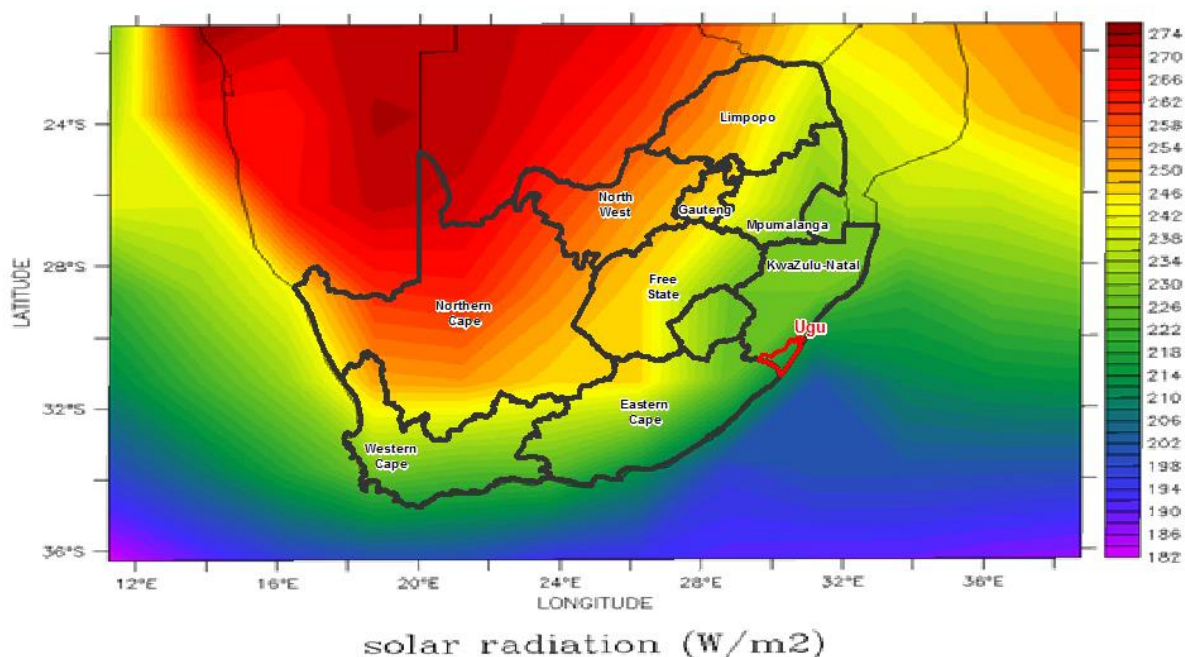 Limpopo
North
West
Gauteng
Mpumalanga
KwaZulu-Natal
Free
State
Northern
Cape
Ugu
Eastern
Cape
Western
Cape
24°S
28°S
32°S
36°S
LATITUDE
12°E
16°E
20°E
24°E
28°E
32°E
36°E
LONGITUDE
274
270
266
262
258
254
250
246
242
238
234
230
226
222
218
214
210
206
202
198
194
190
186
182
solar radiation (W/m2)